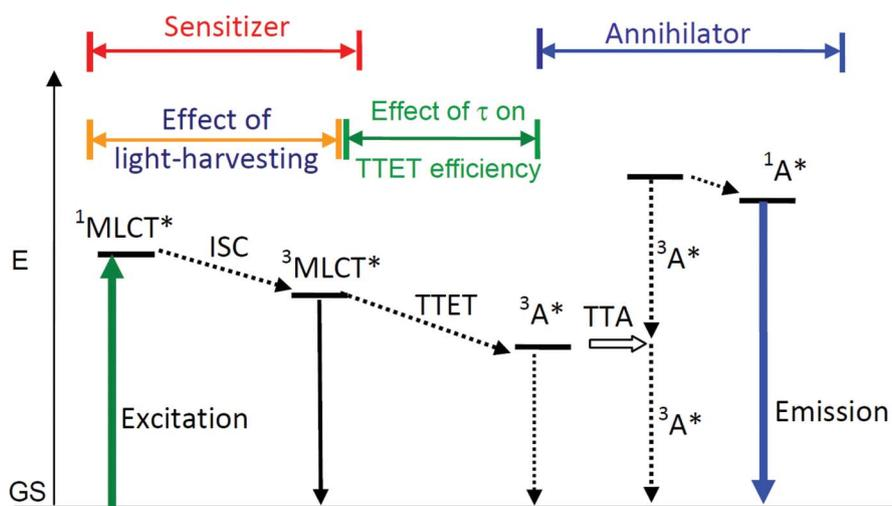 Sensitizer
Annihilator
Effect of
light-harvesting
Effect of τ on
TTET efficiency
¹A*
¹MLCT*
ISC
³MLCT*
³A*
E
TTET
³A*
TTA
Excitation
³A*
Emission
GS